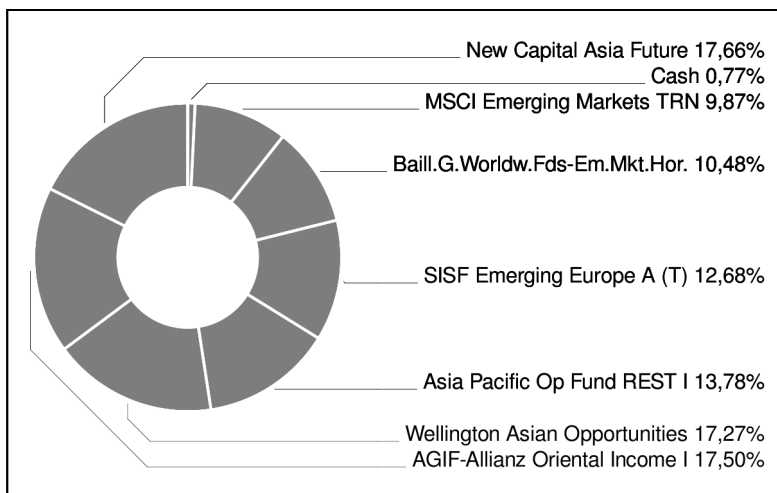 New Capital Asia Future 17,66%
Cash 0,77%
MSCI Emerging Markets TRN 9,87%
Baill.G.Worldw.Fds-Em.Mkt.Hor. 10,48%
SISF Emerging Europe A (T) 12,68%
Asia Pacific Op Fund REST I 13,78%
Wellington Asian Opportunities 17,27%
AGIF-Allianz Oriental Income I 17,50%